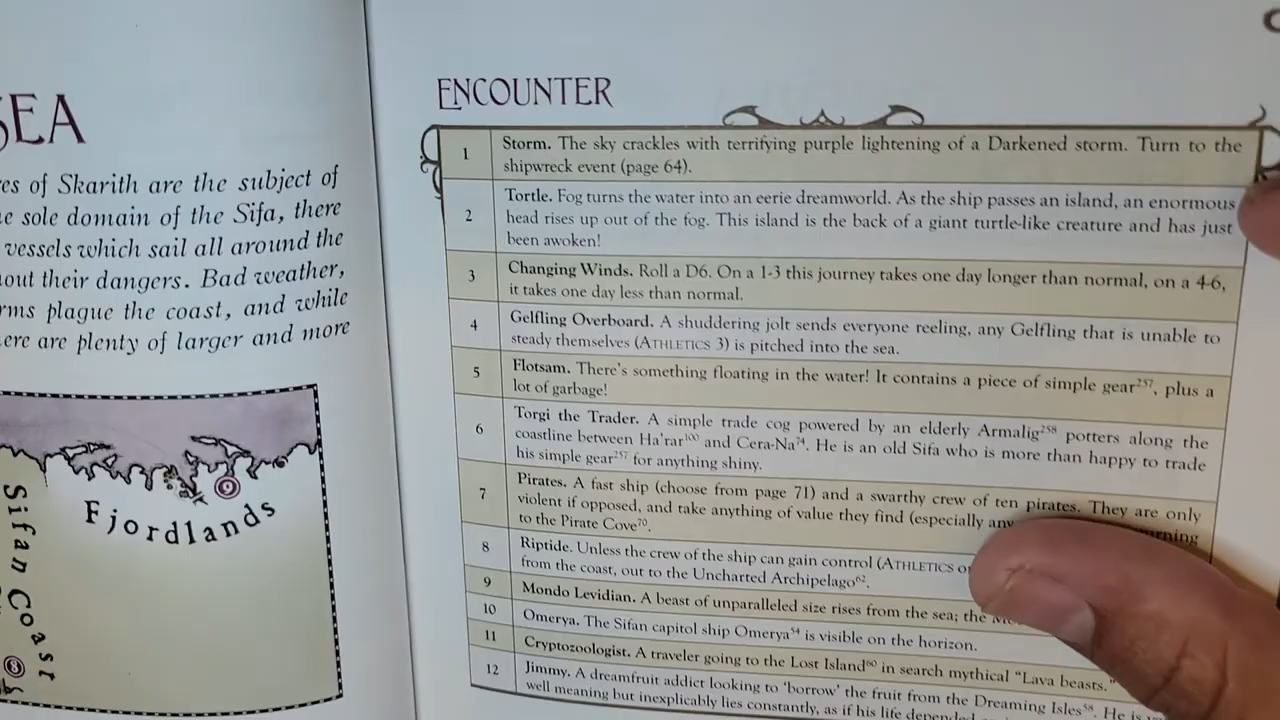 SEA
res of Skarith are the subject of
e sole domain of the Sifa, there
vessels which sail all around the
out their dangers. Bad weather,
rms plague the coast, and while
ere are plenty of larger and more
Fjordlands
9
Sifan Coast
8
ENCOUNTER
1 Storm. The sky crackles with terrifying purple lightening of a Darkened storm. Turn to the
shipwreck event (page 64).
2 Tortle. Fog turns the water into an eerie dreamworld. As the ship passes an island, an enormous
head rises up out of the fog. This island is the back of a giant turtle-like creature and has just
been awoken!
3 Changing Winds. Roll a D6. On a 1-3 this journey takes one day longer than normal, on a 4-6,
it takes one day less than normal.
4 Gelfling Overboard. A shuddering jolt sends everyone reeling, any Gelfling that is unable to
steady themselves (ATHLETICS 3) is pitched into the sea.
5 Flotsam. There's something floating in the water! It contains a piece of simple gear²⁵⁷, plus a
lot of garbage!
6 Torgi the Trader. A simple trade cog powered by an elderly Armalig²⁵⁸ potters along the
coastline between Ha'rar¹⁰⁰ and Cera-Na⁷⁴. He is an old Sifa who is more than happy to trade
his simple gear²⁵⁷ for anything shiny.
7 Pirates. A fast ship (choose from page 71) and a swarthy crew of ten pirates. They are only
violent if opposed, and take anything of value they find (especially any
to the Pirate Cove⁷⁰.
8 Riptide. Unless the crew of the ship can gain control (ATHLETICS
from the coast, out to the Uncharted Archipelago⁶².
9 Mondo Levidian. A beast of unparalleled size rises from the sea; the
10 Omerya. The Sifan capitol ship Omerya⁵⁴ is visible on the horizon.
11 Cryptozoologist. A traveler going to the Lost Island⁶⁰ in search mythical "Lava beasts."
12 Jimmy. A dreamfruit addict looking to 'borrow' the fruit from the Dreaming Isles⁵⁸. He is
well meaning but inexplicably lies constantly, as if his life depended